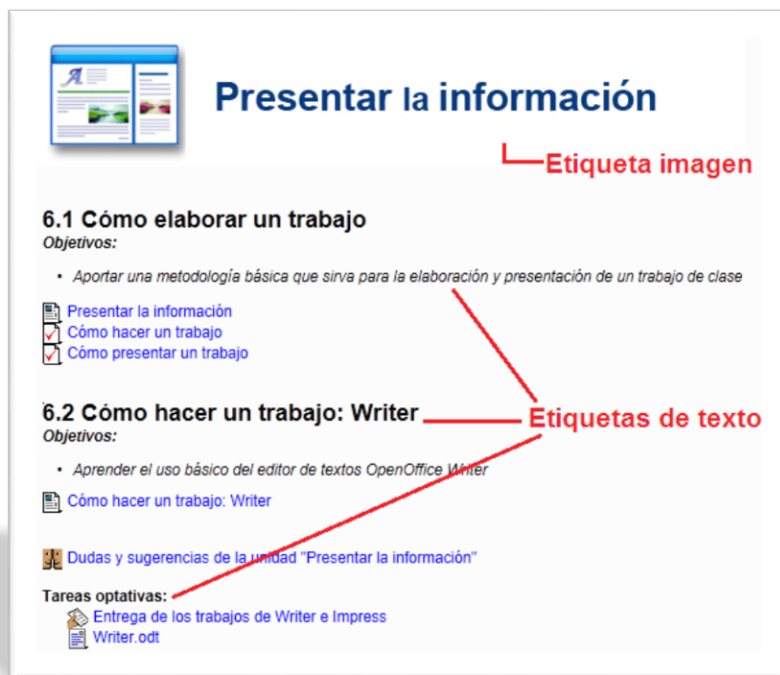 Presentar la información
Etiqueta imagen
6.1 Cómo elaborar un trabajo
Objetivos:
• Aportar una metodología básica que sirva para la elaboración y presentación de un trabajo de clase
Presentar la información
Cómo hacer un trabajo
Cómo presentar un trabajo
6.2 Cómo hacer un trabajo: Writer
Etiquetas de texto
Objetivos:
• Aprender el uso básico del editor de textos OpenOffice Writer
Cómo hacer un trabajo: Writer
Dudas y sugerencias de la unidad "Presentar la información"
Tareas optativas:
Entrega de los trabajos de Writer e Impress
Writer.odt